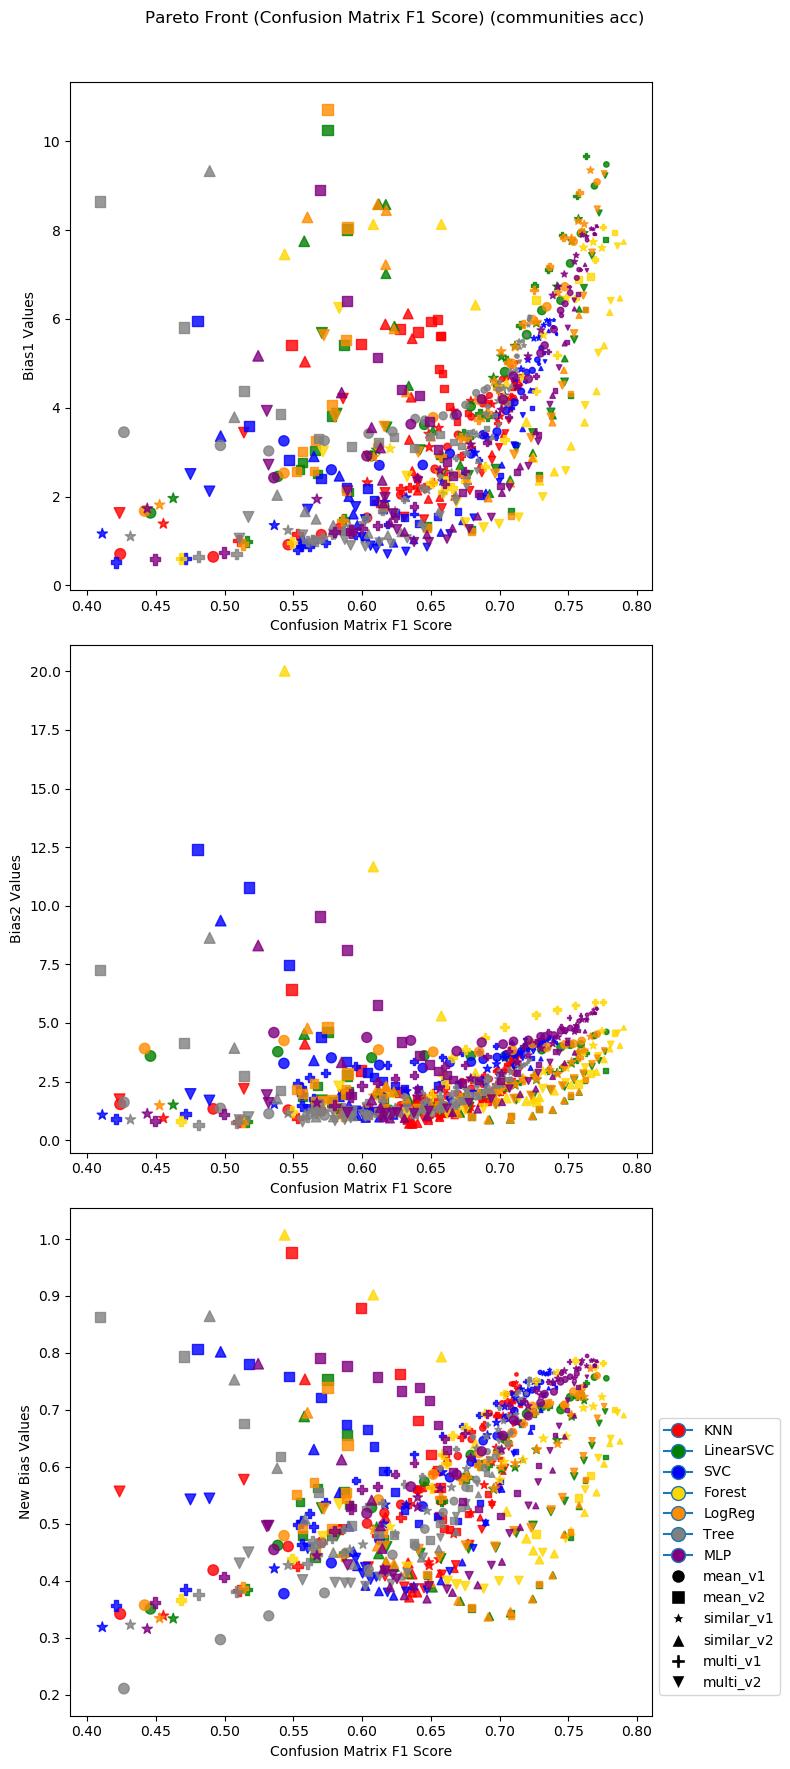 Pareto Front (Confusion Matrix F1 Score) (communities acc)
10
8
6
4
2
0
Bias1 Values
0.40 0.45 0.50 0.55 0.60 0.65 0.70 0.75 0.80
Confusion Matrix F1 Score
20.0
17.5
15.0
12.5
10.0
7.5
5.0
2.5
0.0
Bias2 Values
0.40 0.45 0.50 0.55 0.60 0.65 0.70 0.75 0.80
Confusion Matrix F1 Score
1.0
0.9
0.8
0.7
0.6
0.5
0.4
0.3
0.2
New Bias Values
0.40 0.45 0.50 0.55 0.60 0.65 0.70 0.75 0.80
Confusion Matrix F1 Score
KNN
LinearSVC
SVC
Forest
LogReg
Tree
MLP
mean_v1
mean_v2
similar_v1
similar_v2
multi_v1
multi_v2